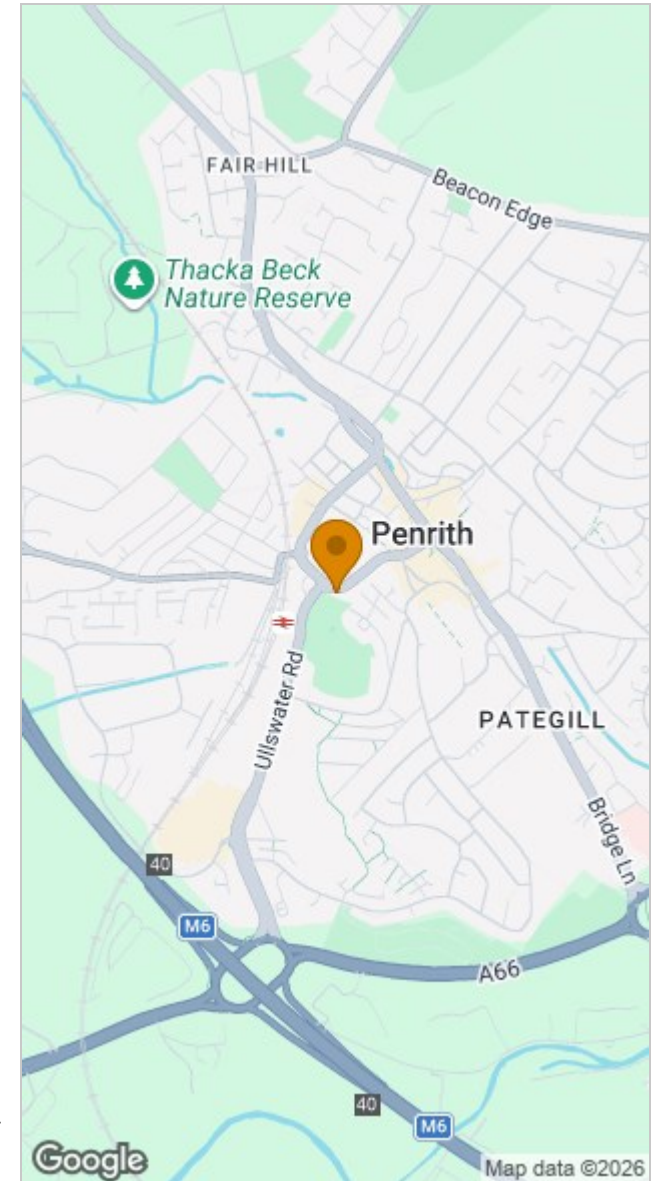 FAIR HILL
Beacon Edge
Thacka Beck
Nature Reserve
Penrith
Ullswater Rd
PATEGILL
Bridge Ln
40
M6
A66
40
M6
Google
Map data ©2026